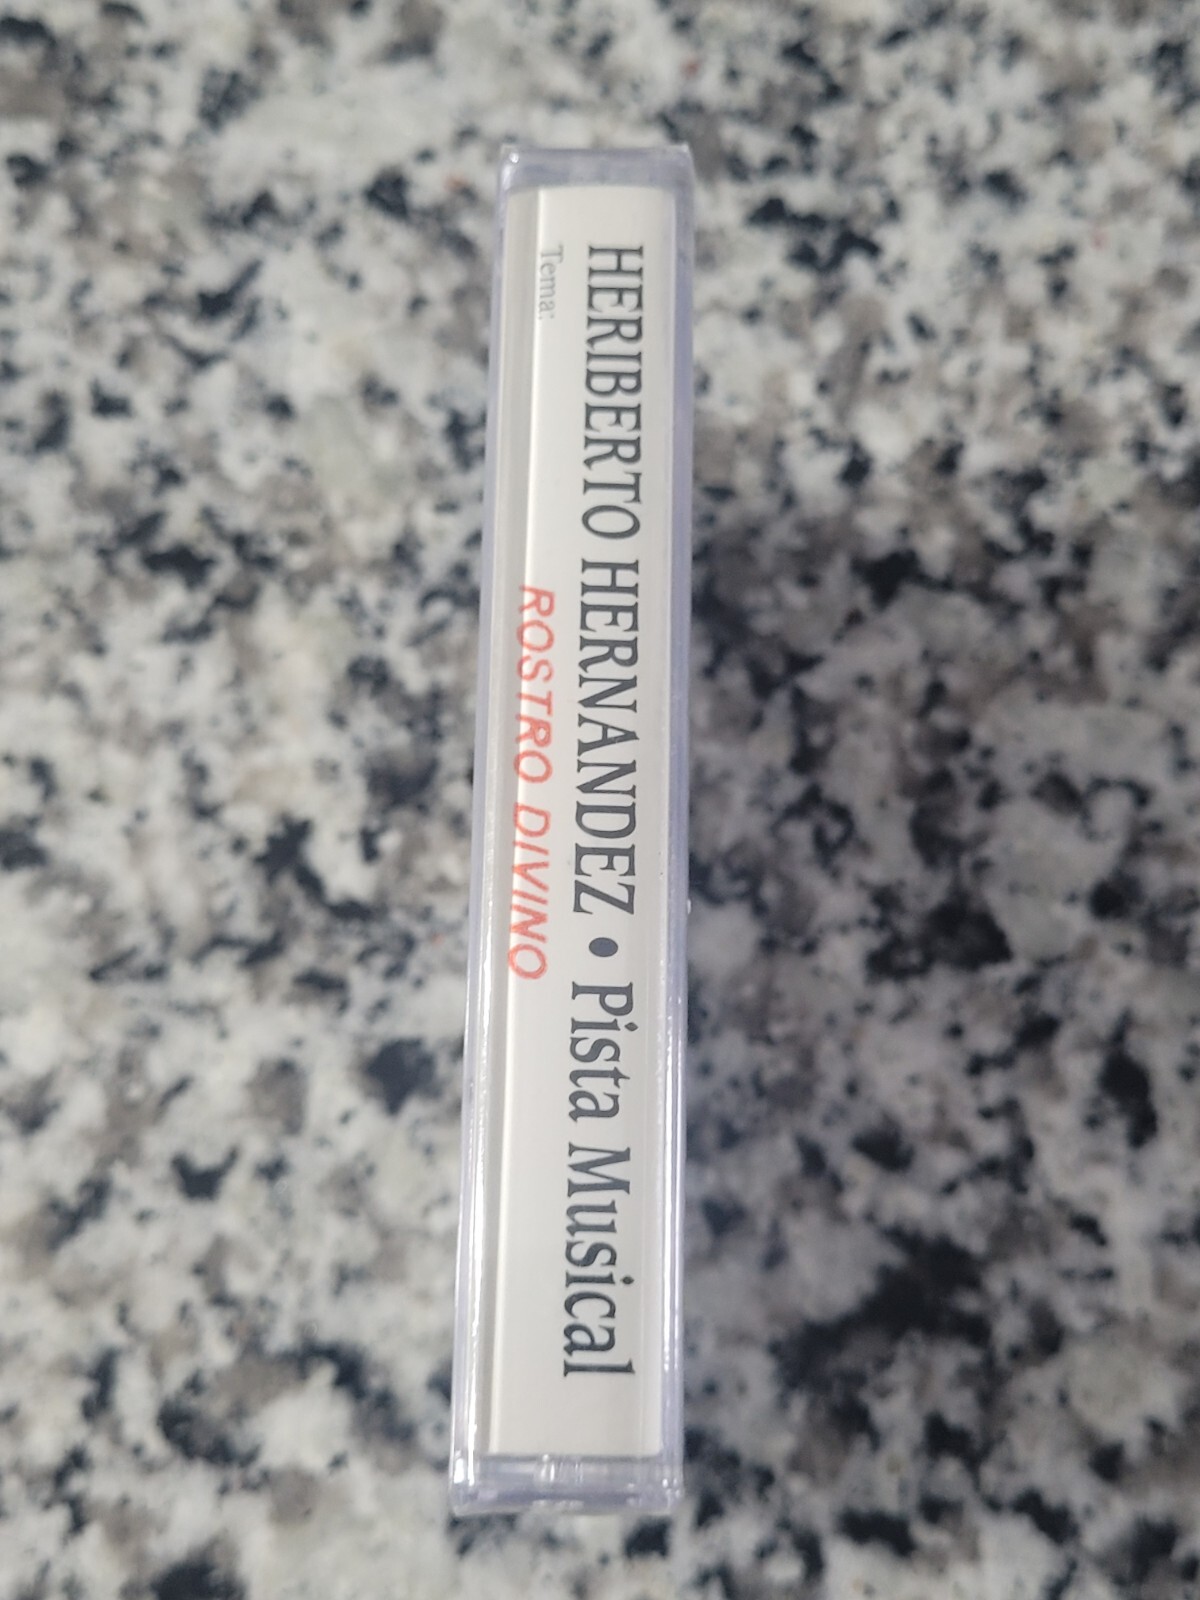 HERIBERTO HERNANDEZ • Pista Musical
Tema:
ROSTRO DIVINO